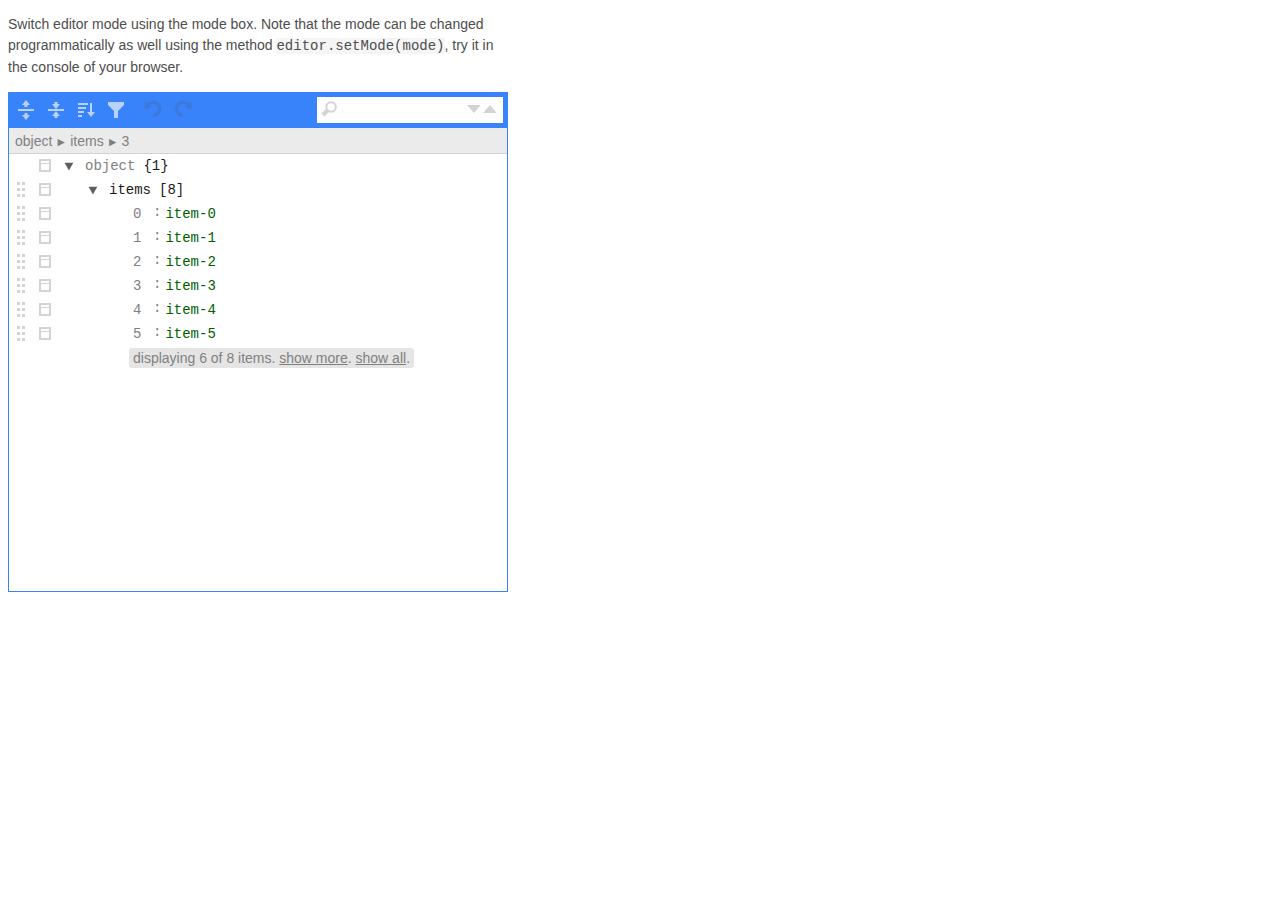 Switch editor mode using the mode box. Note that the mode can be changed
programmatically as well using the method editor.setMode(mode), try it in
the console of your browser.
object ► items ► 3
object {1}
items [8]
0 : item-0
1 : item-1
2 : item-2
3 : item-3
4 : item-4
5 : item-5
displaying 6 of 8 items. show more. show all.